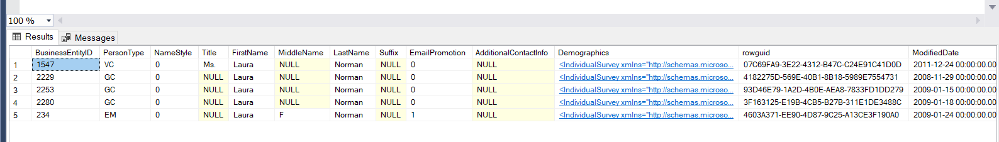 100 %
Results Messages
BusinessEntityID PersonType NameStyle Title FirstName MiddleName LastName Suffix EmailPromotion AdditionalContactInfo Demographics rowguid ModifiedDate
1 1547 VC 0 Ms. Laura NULL Norman NULL 0 NULL <IndividualSurvey xmlns="http://schemas.microso... 07C69FA9-3E22-4312-B47C-C24E91C41D0D 2011-12-24 00:00:00.00
2 2229 GC 0 NULL Laura NULL Norman NULL 0 NULL <IndividualSurvey xmlns="http://schemas.microso... 4182275D-569E-40B1-8B18-5989E7554731 2008-11-29 00:00:00.00
3 2253 GC 0 NULL Laura NULL Norman NULL 0 NULL <IndividualSurvey xmlns="http://schemas.microso... 93D46E79-1A2D-4B0E-AEA8-7833FD1DD279 2009-01-15 00:00:00.00
4 2280 GC 0 NULL Laura NULL Norman NULL 0 NULL <IndividualSurvey xmlns="http://schemas.microso... 3F163125-E19B-4CB5-B27B-311E1DE3488C 2009-01-18 00:00:00.00
5 234 EM 0 NULL Laura F Norman NULL 1 NULL <IndividualSurvey xmlns="http://schemas.microso... 4603A371-EE90-4D87-9C25-A13CE3F190A0 2009-01-24 00:00:00.00